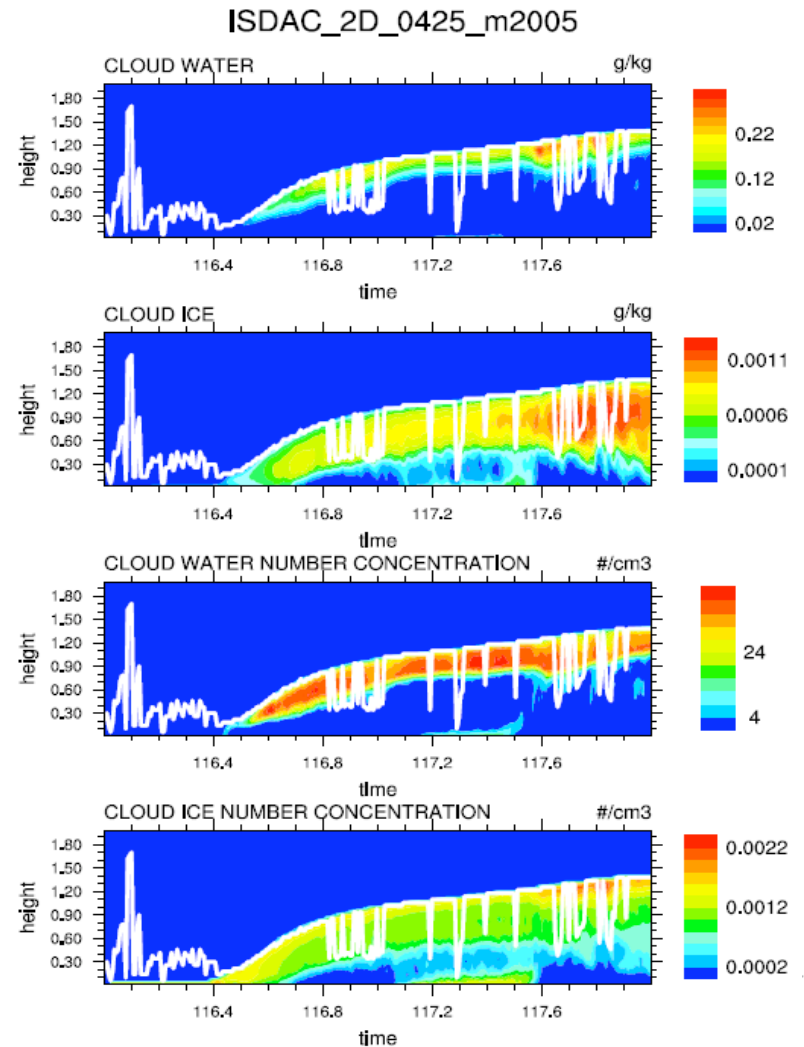 ISDAC_2D_0425_m2005
CLOUD WATER g/kg
height
1.80
1.50
1.20
0.90
0.60
0.30
0.22
0.12
0.02
116.4 116.8 117.2 117.6
time
CLOUD ICE g/kg
height
1.80
1.50
1.20
0.90
0.60
0.30
0.0011
0.0006
0.0001
116.4 116.8 117.2 117.6
time
CLOUD WATER NUMBER CONCENTRATION #/cm3
height
1.80
1.50
1.20
0.90
0.60
0.30
24
4
116.4 116.8 117.2 117.6
time
CLOUD ICE NUMBER CONCENTRATION #/cm3
height
1.80
1.50
1.20
0.90
0.60
0.30
0.0022
0.0012
0.0002
116.4 116.8 117.2 117.6
time